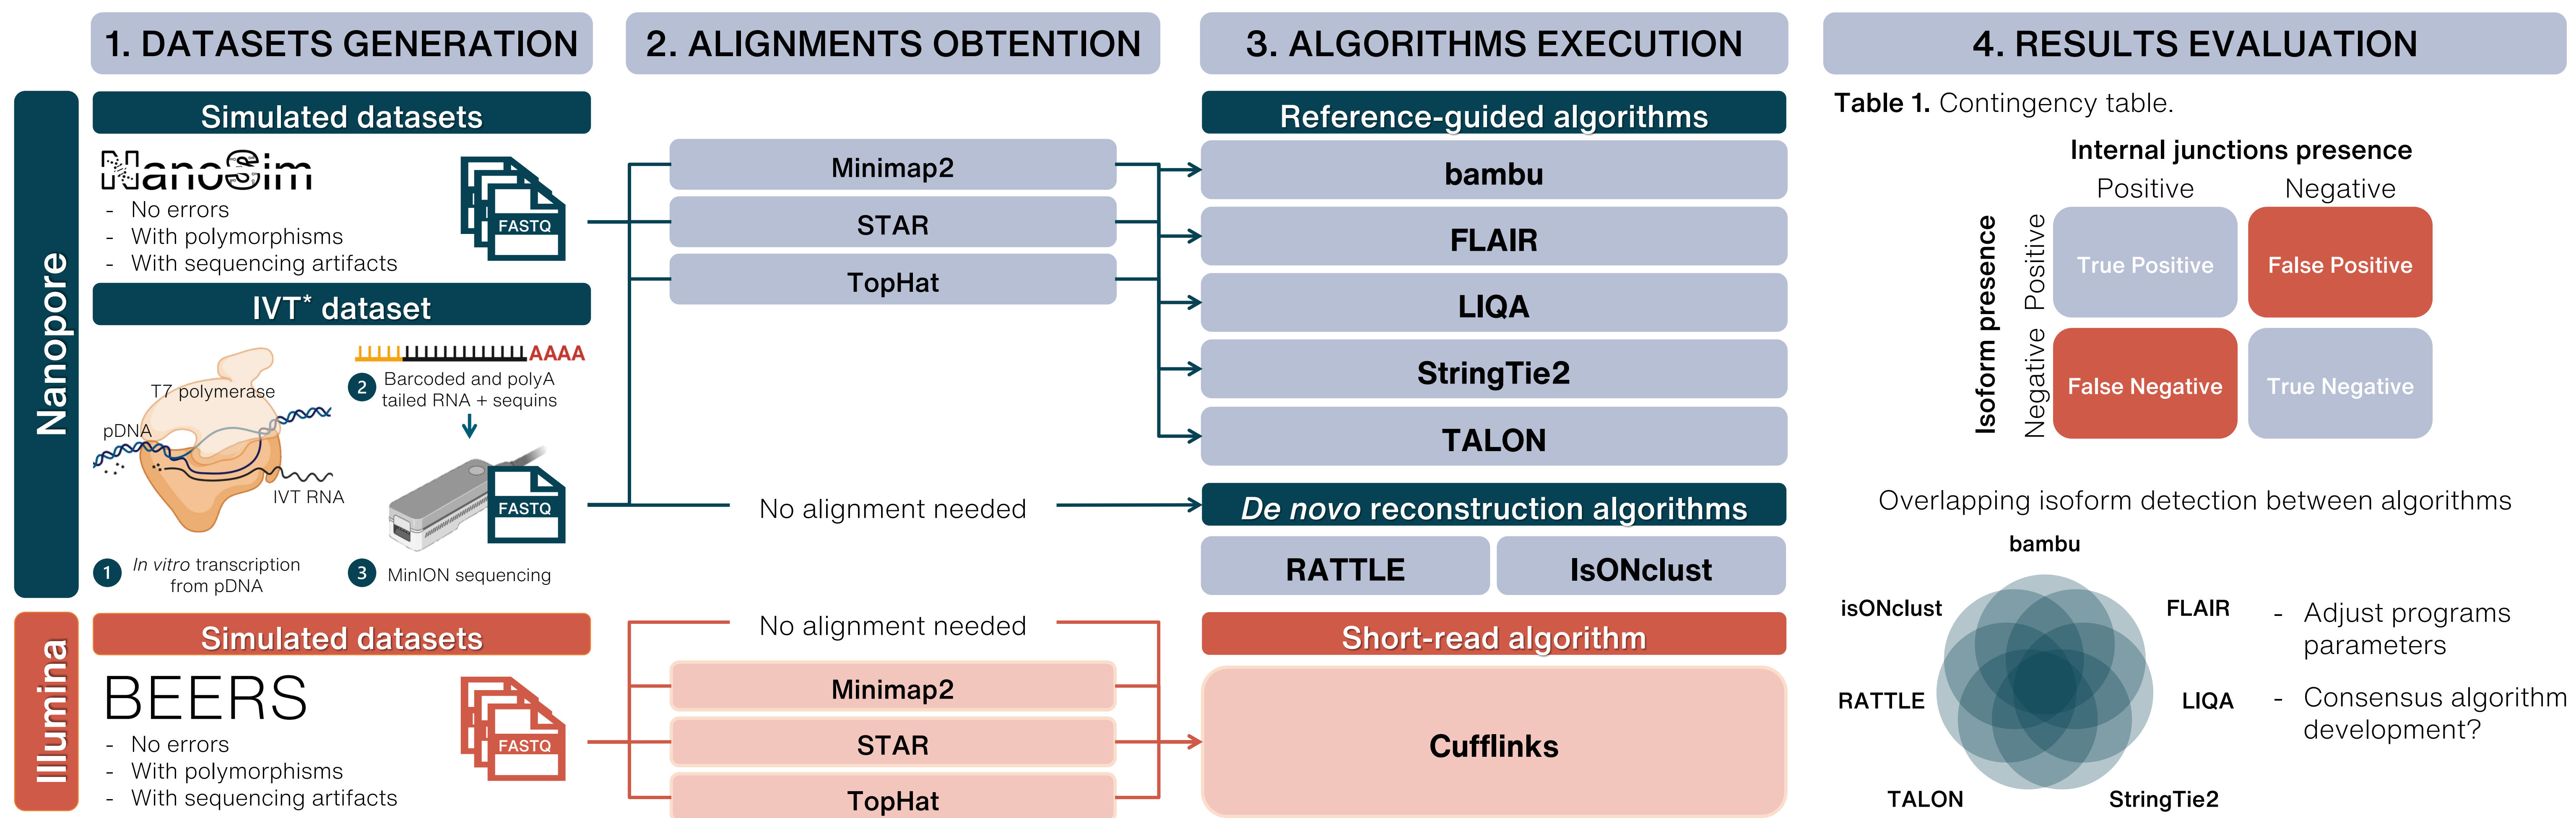 1. DATASETS GENERATION
2. ALIGNMENTS OBTENTION
3. ALGORITHMS EXECUTION
4. RESULTS EVALUATION
Nanopore
Simulated datasets
NanoSim
- No errors
- With polymorphisms
- With sequencing artifacts
FASTQ
IVT* dataset
T7 polymerase
pDNA
IVT RNA
1 In vitro transcription
from pDNA
AAAA
2 Barcoded and polyA
tailed RNA + sequins
FASTQ
3 MinION sequencing
Minimap2
STAR
TopHat
No alignment needed
Reference-guided algorithms
bambu
FLAIR
LIQA
StringTie2
TALON
De novo reconstruction algorithms
RATTLE
IsONclust
Illumina
Simulated datasets
BEERS
- No errors
- With polymorphisms
- With sequencing artifacts
FASTQ
No alignment needed
Minimap2
STAR
TopHat
Short-read algorithm
Cufflinks
Table 1. Contingency table.
Internal junctions presence
Positive
Negative
Isoform presence
Positive
Negative
True Positive
False Positive
False Negative
True Negative
Overlapping isoform detection between algorithms
bambu
isONclust
FLAIR
RATTLE
LIQA
TALON
StringTie2
- Adjust programs
parameters
- Consensus algorithm
development?